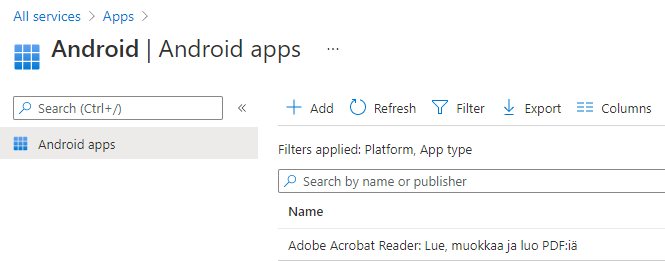 All services > Apps >
Android | Android apps ...
Search (Ctrl+/) «
Add Refresh Filter Export Columns
Android apps
Filters applied: Platform, App type
Search by name or publisher
Name
Adobe Acrobat Reader: Lue, muokkaa ja luo PDF:iä